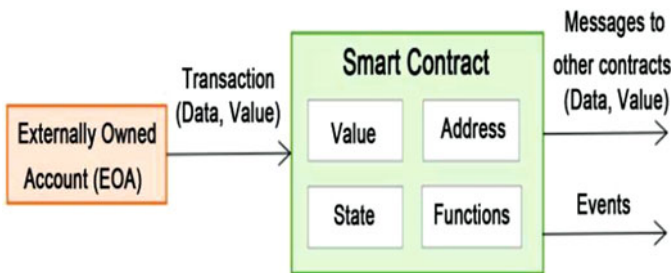 Externally Owned
Account (EOA)
Transaction
(Data, Value)
Smart Contract
Value
Address
State
Functions
Messages to
other contracts
(Data, Value)
Events